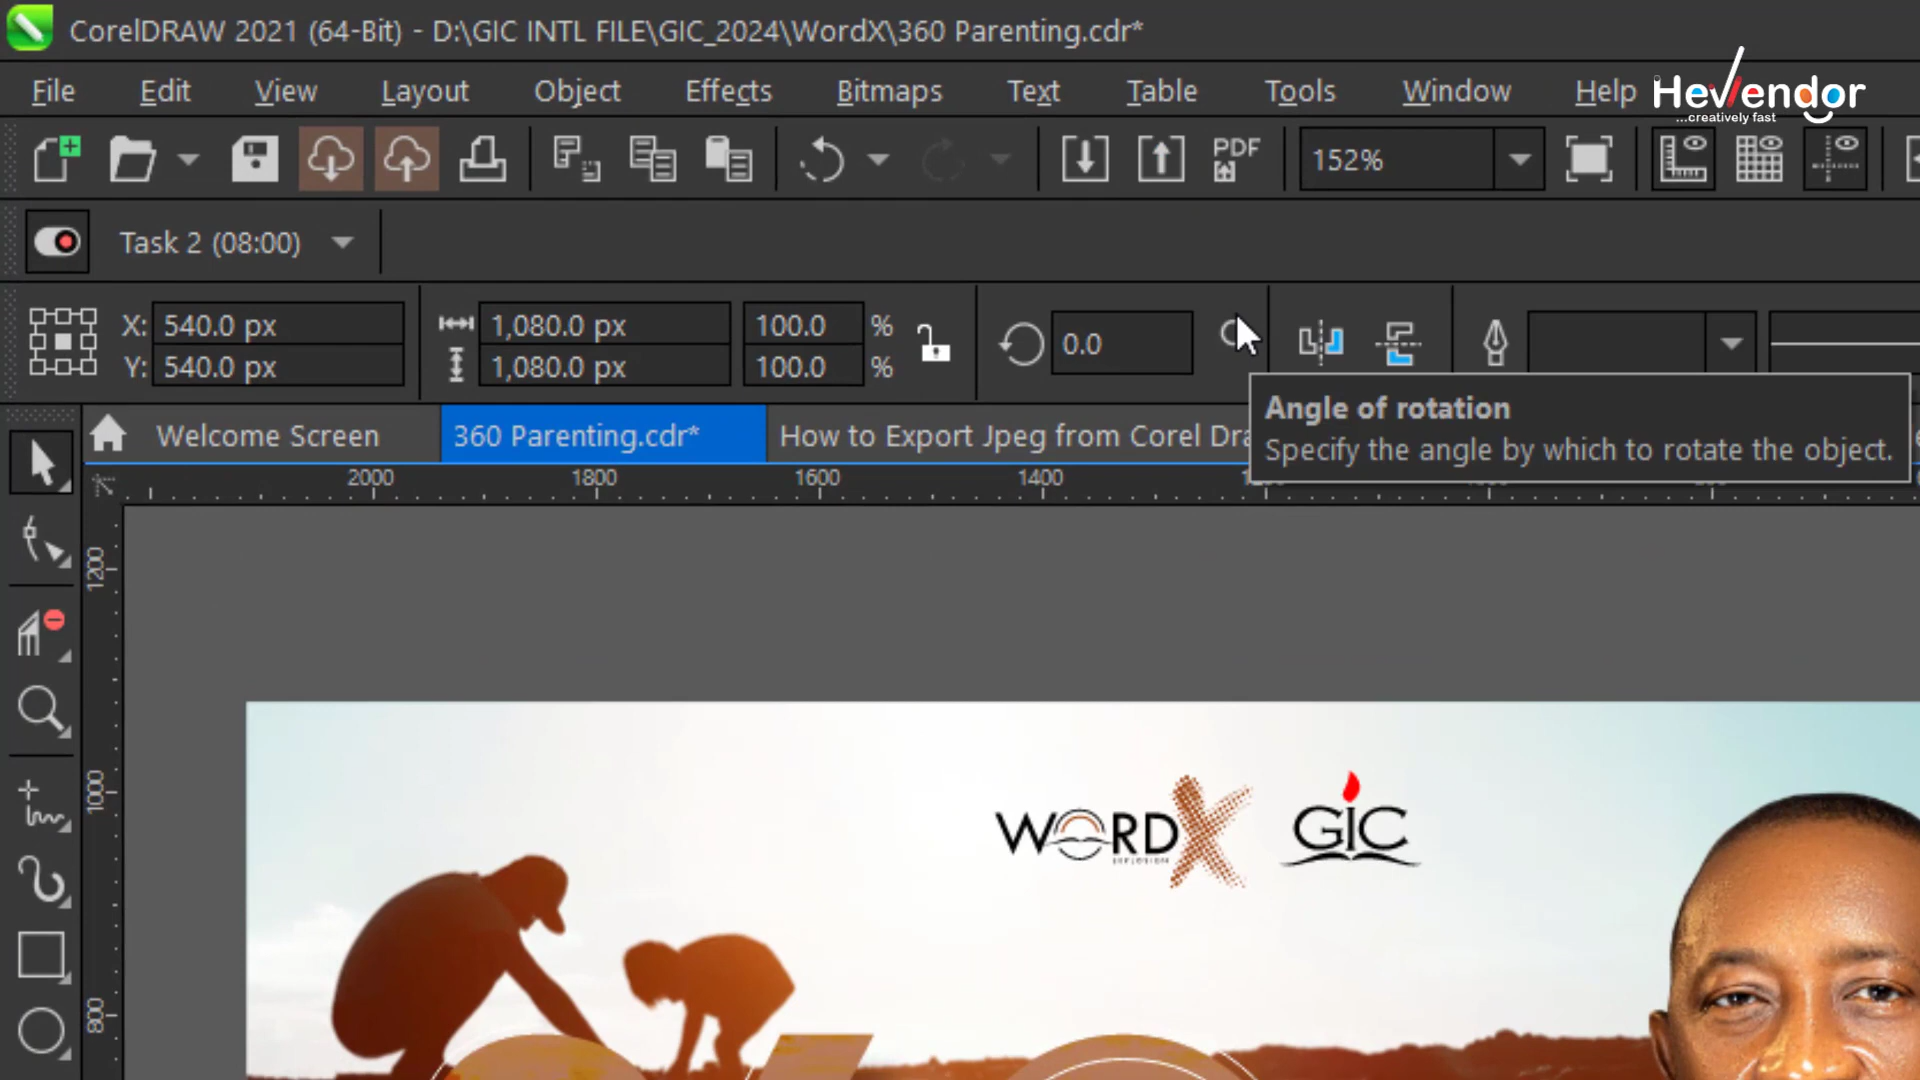 CorelDRAW 2021 (64-Bit) - D:\GIC INTL FILE\GIC_2024\WordX\360 Parenting.cdr*
File Edit View Layout Object Effects Bitmaps Text Table Tools Window Help
Hevvendor
...creatively fast
PDF
152%
Task 2 (08:00)
X: 540.0 px
Y: 540.0 px
1,080.0 px
1,080.0 px
100.0 %
100.0 %
0.0
Angle of rotation
Specify the angle by which to rotate the object.
Welcome Screen
360 Parenting.cdr*
How to Export Jpeg from Corel Dra
2000 1800 1600 1400
1200
1000
800
WORDX
EXPLOSION
GIC